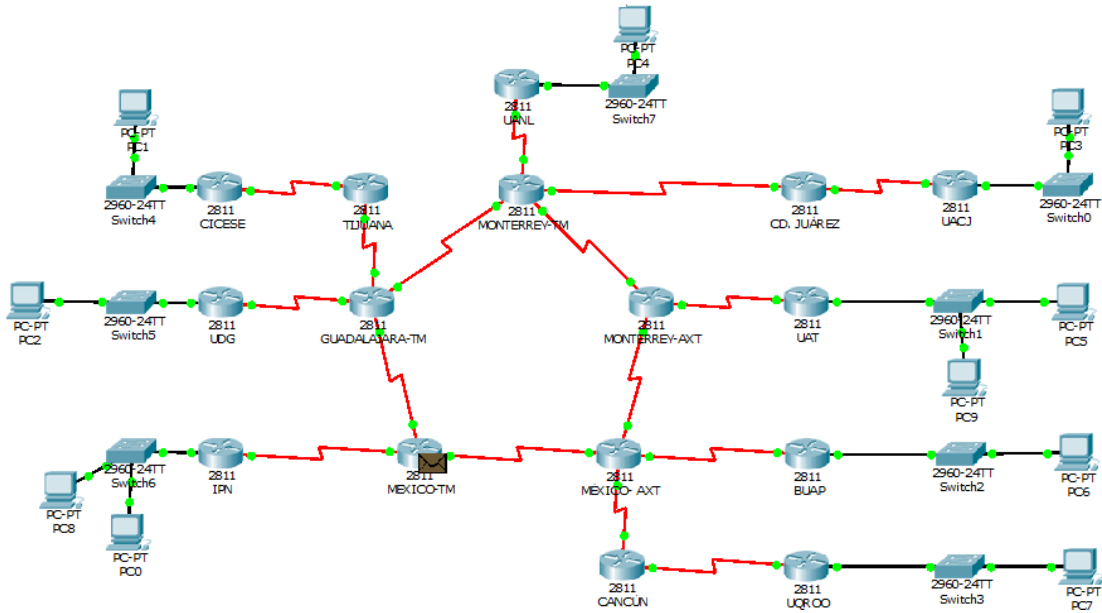 PC-PT
PC4
2811
UANL
2960-24TT
Switch7
PC-PT
PC1
PC-PT
PC3
2960-24TT
Switch4
2811
CICESE
2811
TIJUANA
2811
MONTERREY-TM
2811
CD. JUÁREZ
2811
UACJ
2960-24TT
Switch0
PC-PT
PC2
2960-24TT
Switch5
2811
UDG
2811
GUADALAJARA-TM
2811
MONTERREY-AXT
2811
UAT
2960-24TT
Switch1
PC-PT
PC5
PC-PT
PC9
2960-24TT
Switch6
2811
IPN
2811
MEXICO-TM
2811
MÉXICO- AXT
2811
BUAP
2960-24TT
Switch2
PC-PT
PC6
PC-PT
PC8
PC-PT
PC0
2811
CANCÚN
2811
UQROO
2960-24TT
Switch3
PC-PT
PC7